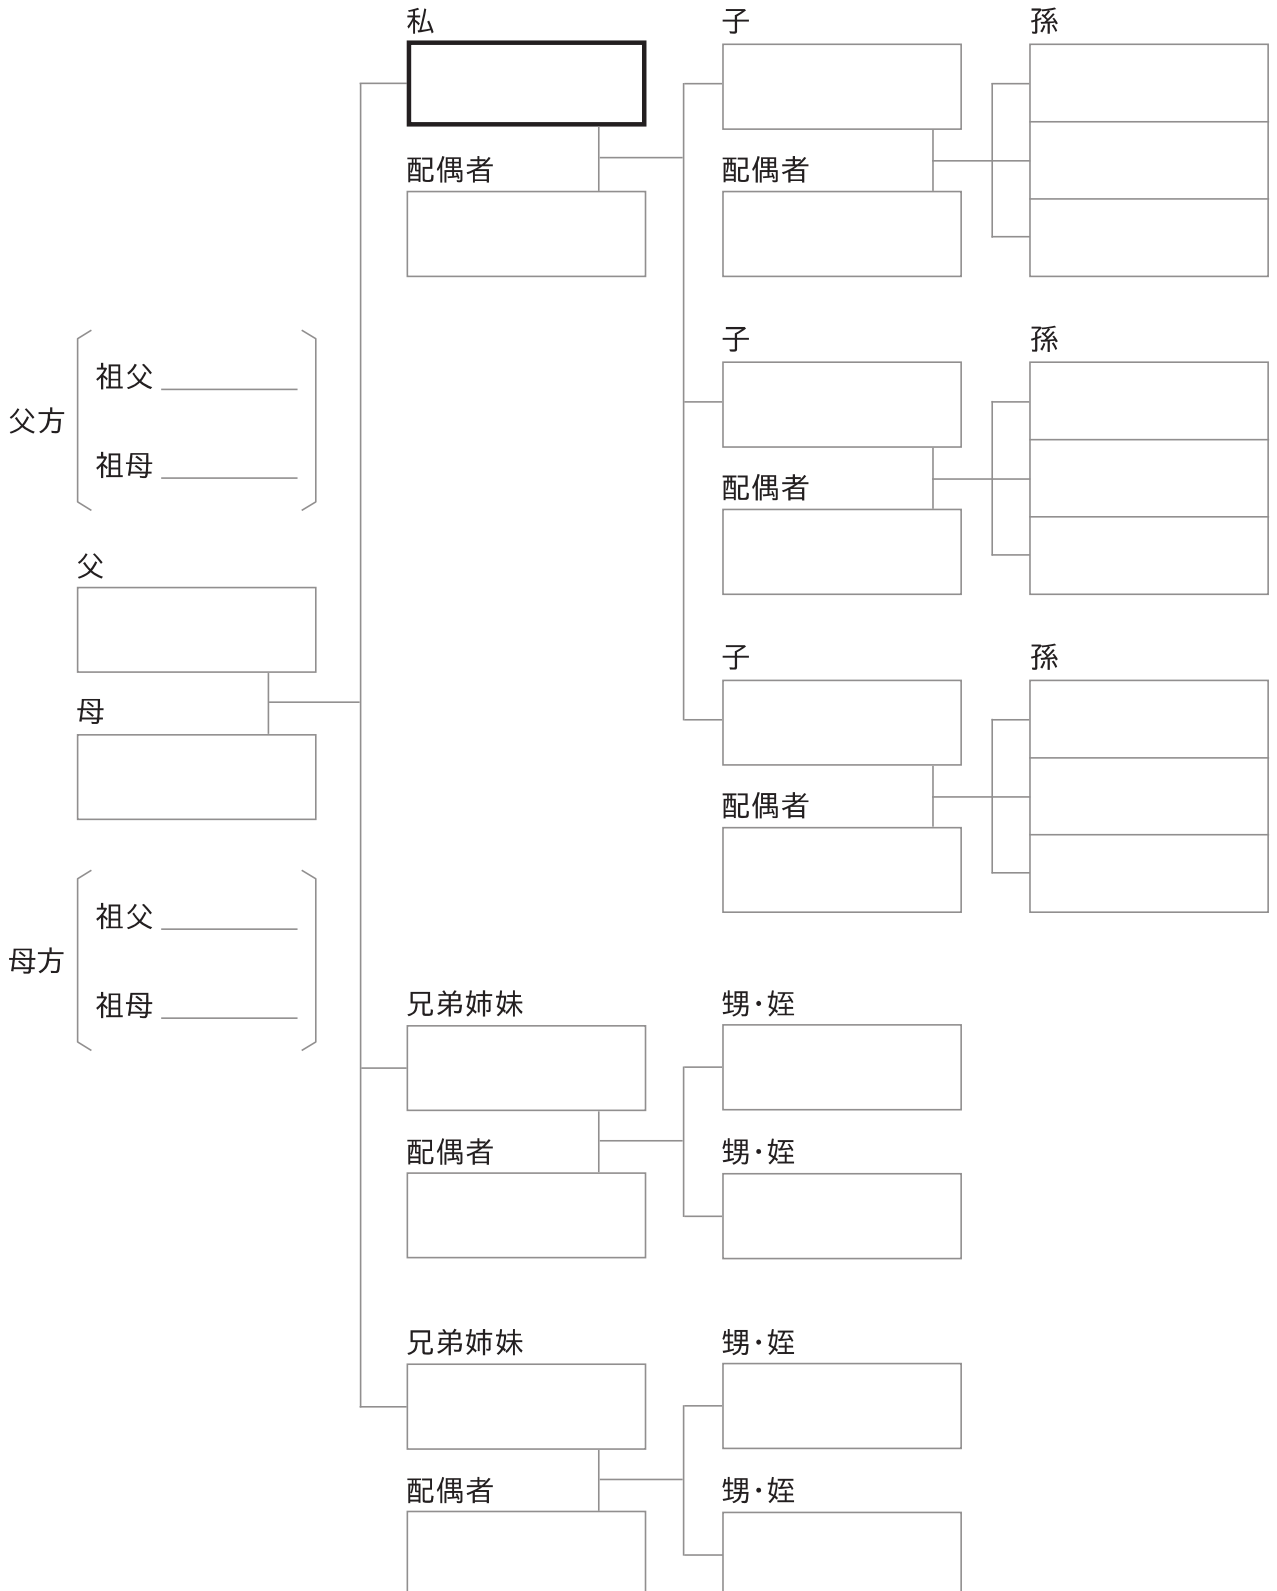 私
配偶者
子
配偶者
孫
子
配偶者
孫
子
配偶者
孫
父方
祖父
祖母
父
母
母方
祖父
祖母
兄弟姉妹
配偶者
甥・姪
甥・姪
兄弟姉妹
配偶者
甥・姪
甥・姪